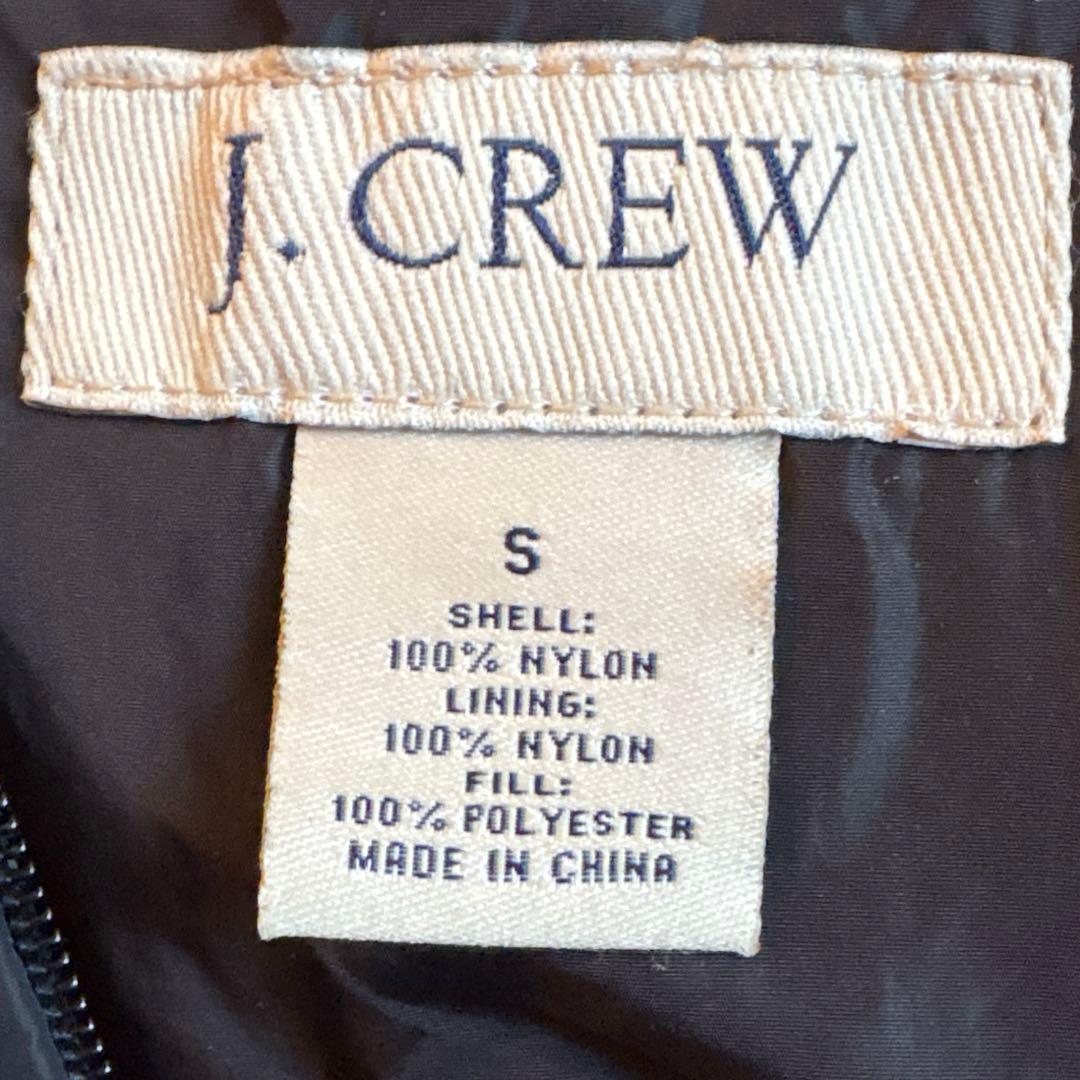 J. CREW
S
SHELL:
100% NYLON
LINING:
100% NYLON
FILL:
100% POLYESTER
MADE IN CHINA